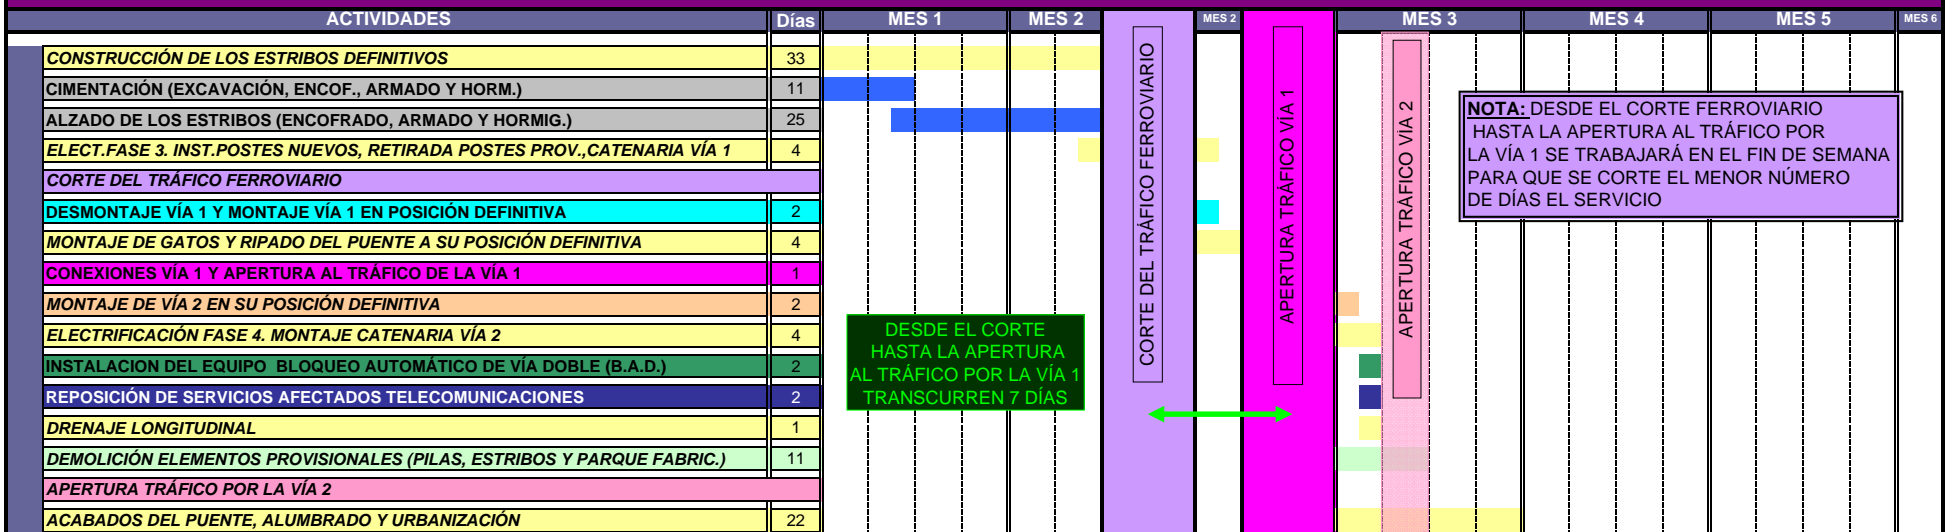 ACTIVIDADES Días MES 1 MES 2 MES 2 MES 3 MES 4 MES 5 MES 6
CONSTRUCCIÓN DE LOS ESTRIBOS DEFINITIVOS 33
CIMENTACIÓN (EXCAVACIÓN, ENCOF., ARMADO Y HORM.) 11
ALZADO DE LOS ESTRIBOS (ENCOFRADO, ARMADO Y HORMIG.) 25
ELECT.FASE 3. INST.POSTES NUEVOS, RETIRADA POSTES PROV.,CATENARIA VÍA 1 4
CORTE DEL TRÁFICO FERROVIARIO
DESMONTAJE VÍA 1 Y MONTAJE VÍA 1 EN POSICIÓN DEFINITIVA 2
MONTAJE DE GATOS Y RIPADO DEL PUENTE A SU POSICIÓN DEFINITIVA 4
CONEXIONES VÍA 1 Y APERTURA AL TRÁFICO DE LA VÍA 1 1
MONTAJE DE VÍA 2 EN SU POSICIÓN DEFINITIVA 2
ELECTRIFICACIÓN FASE 4. MONTAJE CATENARIA VÍA 2 4
INSTALACION DEL EQUIPO BLOQUEO AUTOMÁTICO DE VÍA DOBLE (B.A.D.) 2
REPOSICIÓN DE SERVICIOS AFECTADOS TELECOMUNICACIONES 2
DRENAJE LONGITUDINAL 1
DEMOLICIÓN ELEMENTOS PROVISIONALES (PILAS, ESTRIBOS Y PARQUE FABRIC.) 11
APERTURA TRÁFICO POR LA VÍA 2
ACABADOS DEL PUENTE, ALUMBRADO Y URBANIZACIÓN 22
DESDE EL CORTE
HASTA LA APERTURA
AL TRÁFICO POR LA VÍA 1
TRANSCURREN 7 DÍAS
CORTE DEL TRÁFICO FERROVIARIO
APERTURA TRÁFICO VÍA 1
APERTURA TRÁFICO VÍA 2
NOTA: DESDE EL CORTE FERROVIARIO
HASTA LA APERTURA AL TRÁFICO POR
LA VÍA 1 SE TRABAJARÁ EN EL FIN DE SEMANA
PARA QUE SE CORTE EL MENOR NÚMERO
DE DÍAS EL SERVICIO